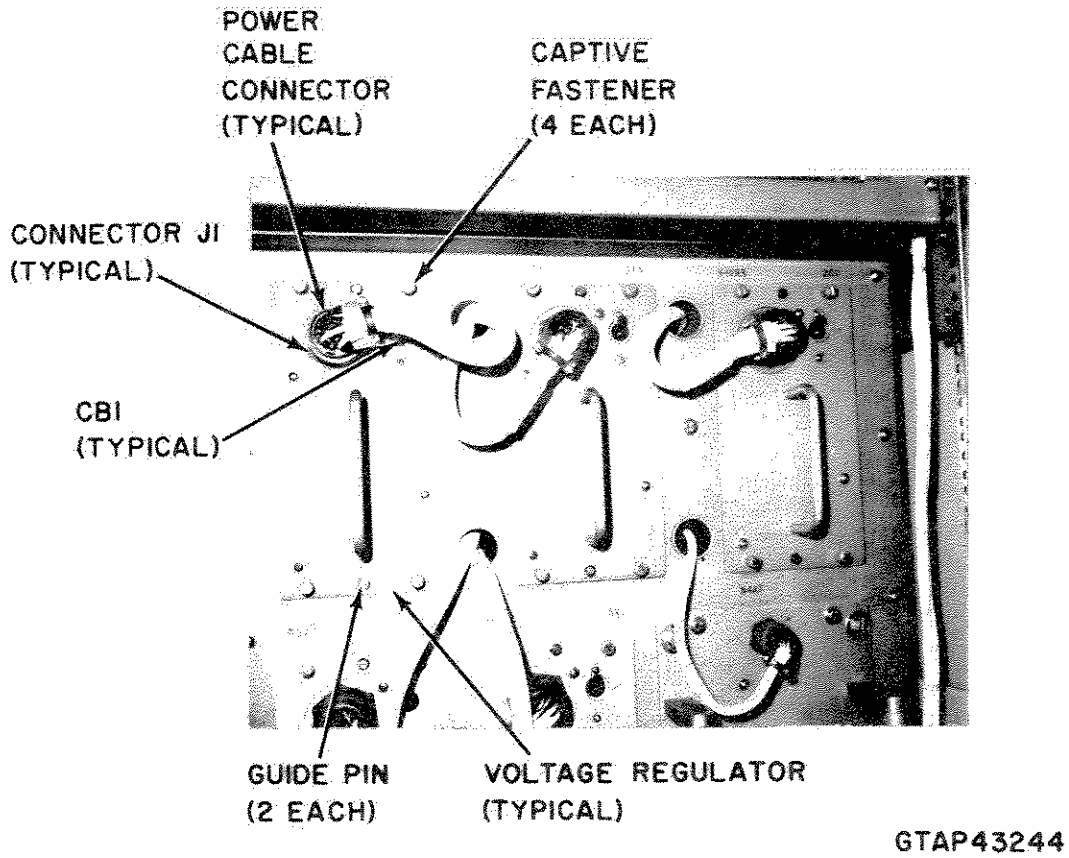 POWER
CABLE
CONNECTOR
(TYPICAL)
CAPTIVE
FASTENER
(4 EACH)
CONNECTOR J1
(TYPICAL)
CB1
(TYPICAL)
GUIDE PIN
(2 EACH)
VOLTAGE REGULATOR
(TYPICAL)
GTAP43244